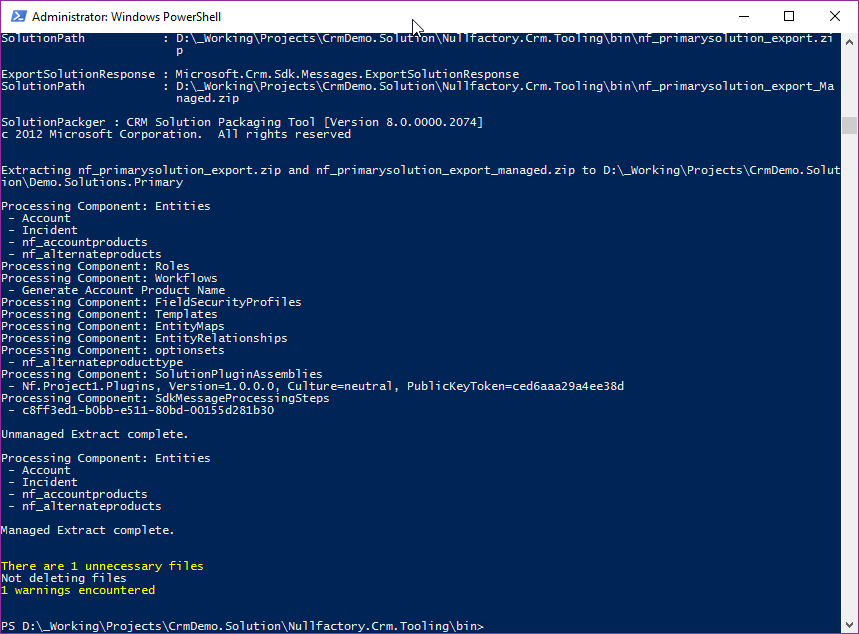 Administrator: Windows PowerShell
SolutionPath           : D:\_Working\Projects\CrmDemo.Solution\Nullfactory.Crm.Tooling\bin\nf_primarysolution_export.zi
p
ExportSolutionResponse : Microsoft.Crm.Sdk.Messages.ExportSolutionResponse
SolutionPath           : D:\_Working\Projects\CrmDemo.Solution\Nullfactory.Crm.Tooling\bin\nf_primarysolution_export_Ma
naged.zip
SolutionPackger : CRM Solution Packaging Tool [Version 8.0.0000.2074]
c 2012 Microsoft Corporation.  All rights reserved
Extracting nf_primarysolution_export.zip and nf_primarysolution_export_managed.zip to D:\_Working\Projects\CrmDemo.Solut
ion\Demo.Solutions.Primary
Processing Component: Entities
 - Account
 - Incident
 - nf_accountproducts
 - nf_alternateproducts
Processing Component: Roles
Processing Component: Workflows
 - Generate Account Product Name
Processing Component: FieldSecurityProfiles
Processing Component: Templates
Processing Component: EntityMaps
Processing Component: EntityRelationships
Processing Component: optionsets
 - nf_alternateproducttype
Processing Component: SolutionPluginAssemblies
 - Nf.Project1.Plugins, Version=1.0.0.0, Culture=neutral, PublicKeyToken=ced6aaa29a4ee38d
Processing Component: SdkMessageProcessingSteps
 - c8ff3ed1-b0bb-e511-80bd-00155d281b30
Unmanaged Extract complete.
Processing Component: Entities
 - Account
 - Incident
 - nf_accountproducts
 - nf_alternateproducts
Managed Extract complete.
There are 1 unnecessary files
Not deleting files
1 warnings encountered
PS D:\_Working\Projects\CrmDemo.Solution\Nullfactory.Crm.Tooling\bin>